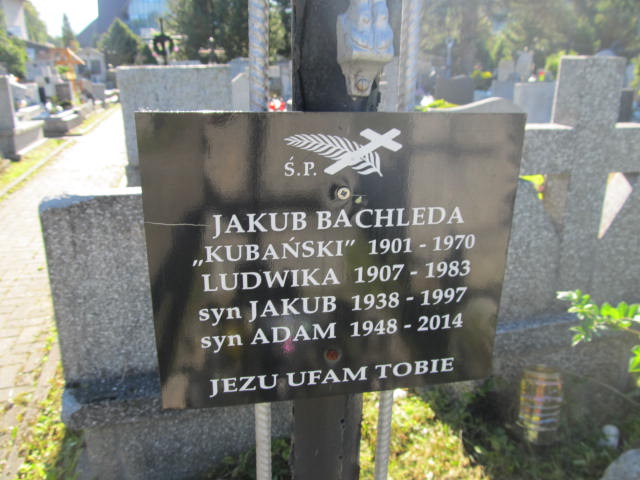 Ś.P.
JAKUB BACHLEDA
„KUBAŃSKI" 1901 - 1970
LUDWIKA 1907 - 1983
syn JAKUB 1938 - 1997
syn ADAM 1948 - 2014
JEZU UFAM TOBIE